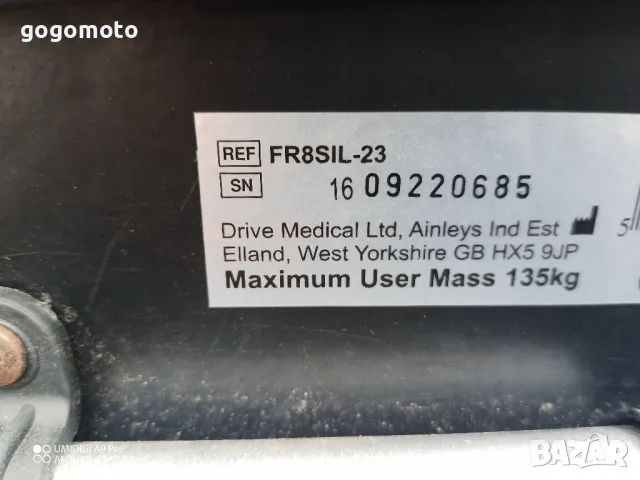 gogomoto
REF FR8SIL-23
SN 16 09220685
Drive Medical Ltd, Ainleys Ind Est
Elland, West Yorkshire GB HX5 9JP
Maximum User Mass 135kg
5
UMIDIGI A9 Pro
BAZAR